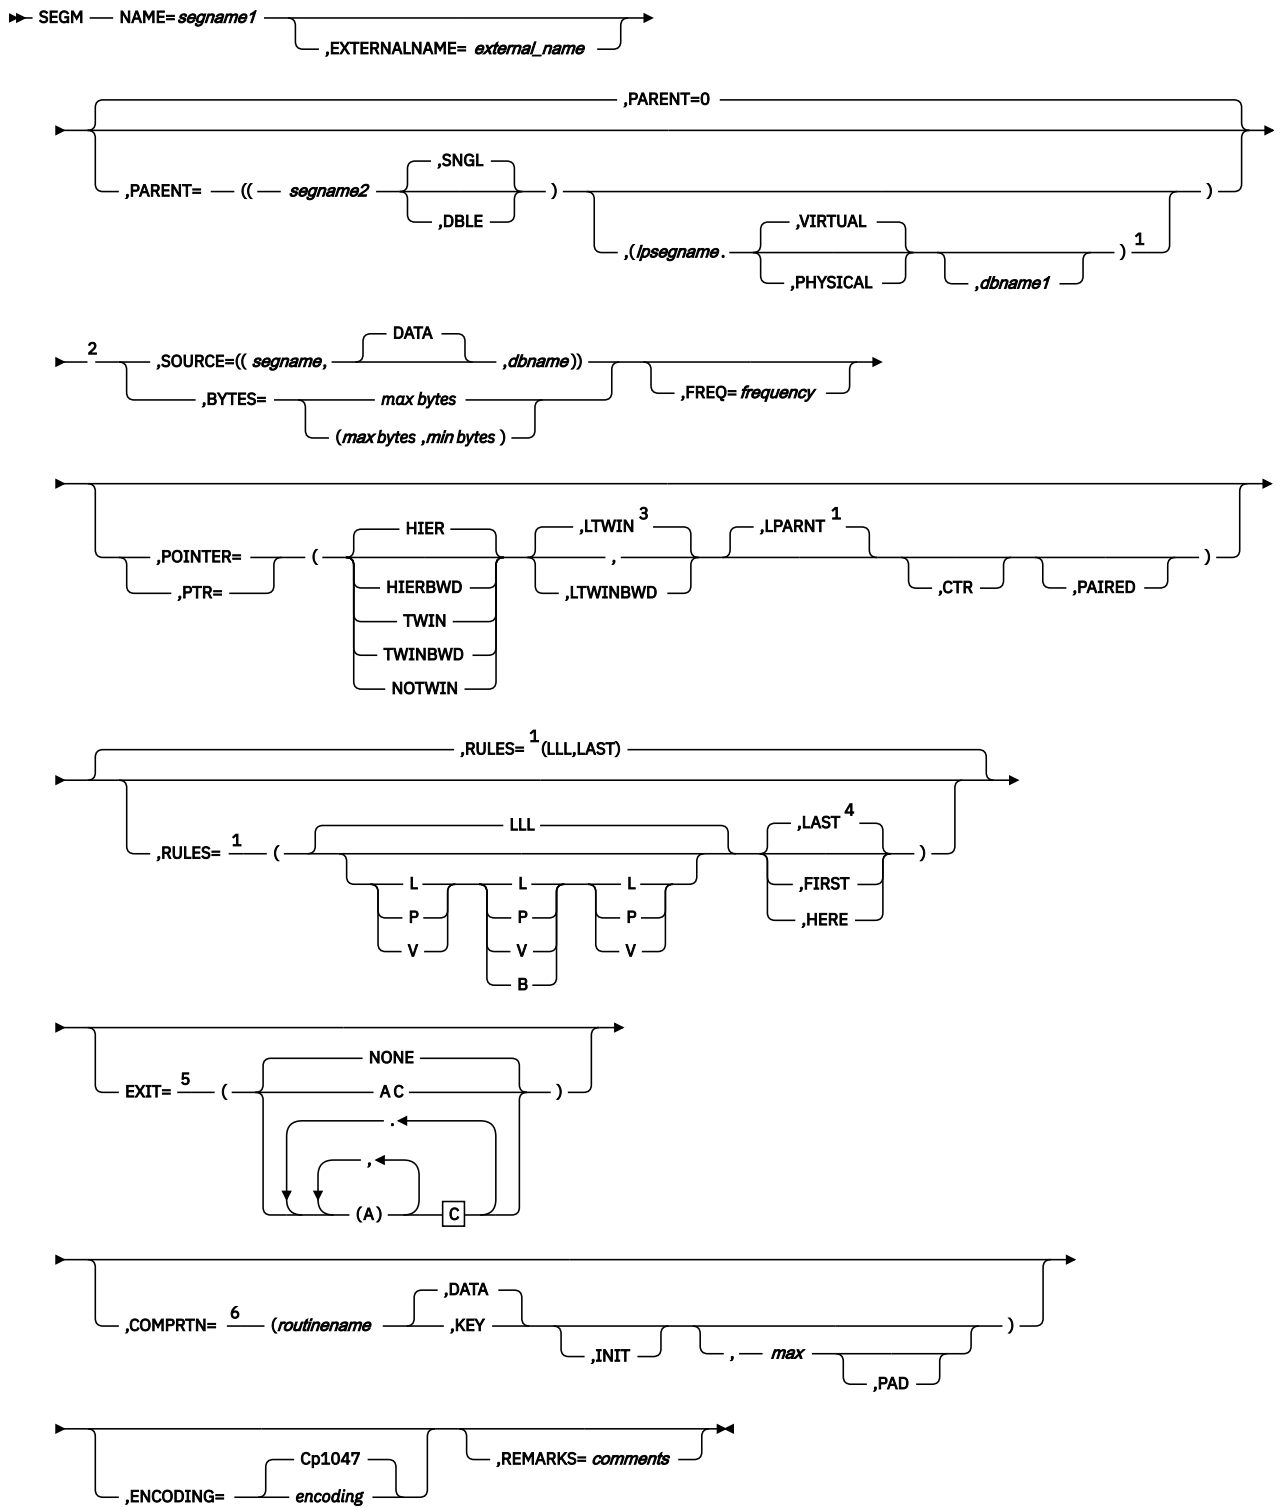 SEGM NAME= segname1
,EXTERNALNAME= external_name
,PARENT=0
,SNGL
,PARENT= (( segname2 ) )
,DBLE ,VIRTUAL
,(lpsegname. ) 1
,PHYSICAL ,dbname1
2 DATA
,SOURCE=(( segname, ,dbname))
,BYTES= max bytes ,FREQ= frequency
(max bytes ,min bytes )
HIER ,LTWIN 3 ,LPARNT 1
,POINTER= ( , )
,PTR= HIERBWD ,LTWINBWD ,CTR ,PAIRED
TWIN
TWINBWD
NOTWIN
,RULES= 1 (LLL,LAST)
LLL ,LAST 4
,RULES= 1 ( )
L L L ,FIRST
P P P ,HERE
V V V
B
NONE
EXIT= 5 ( A C )
.
,
(A) C
,DATA
,COMPRTN= 6 (routinename ,KEY )
,INIT , max
,PAD
Cp1047 ,REMARKS= comments
,ENCODING= encoding